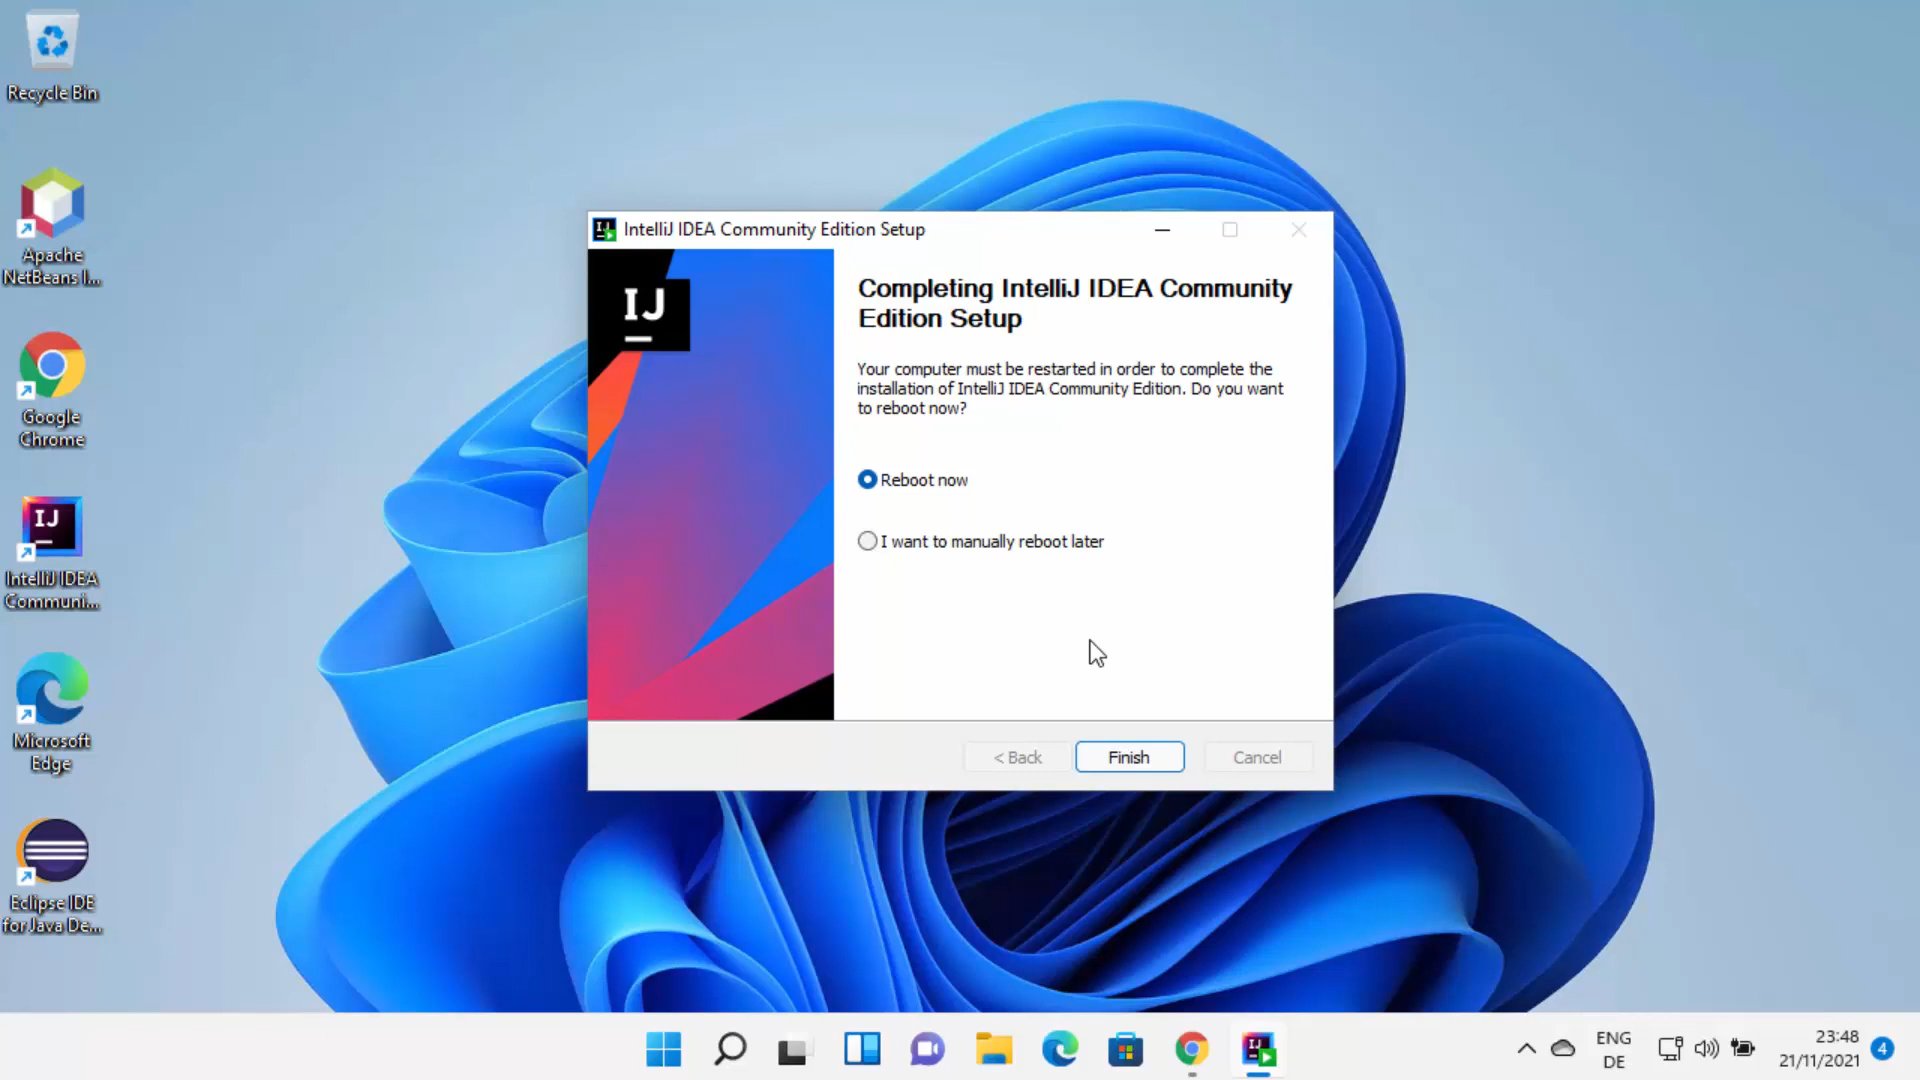 Recycle Bin
Apache
NetBeans I...
Google
Chrome
IJ
IntelliJ IDEA
Communi...
Microsoft
Edge
Eclipse IDE
for Java De...
IntelliJ IDEA Community Edition Setup
IJ
Completing IntelliJ IDEA Community
Edition Setup
Your computer must be restarted in order to complete the
installation of IntelliJ IDEA Community Edition. Do you want
to reboot now?
Reboot now
I want to manually reboot later
< Back
Finish
Cancel
IJ
ENG
DE
23:48
21/11/2021
4